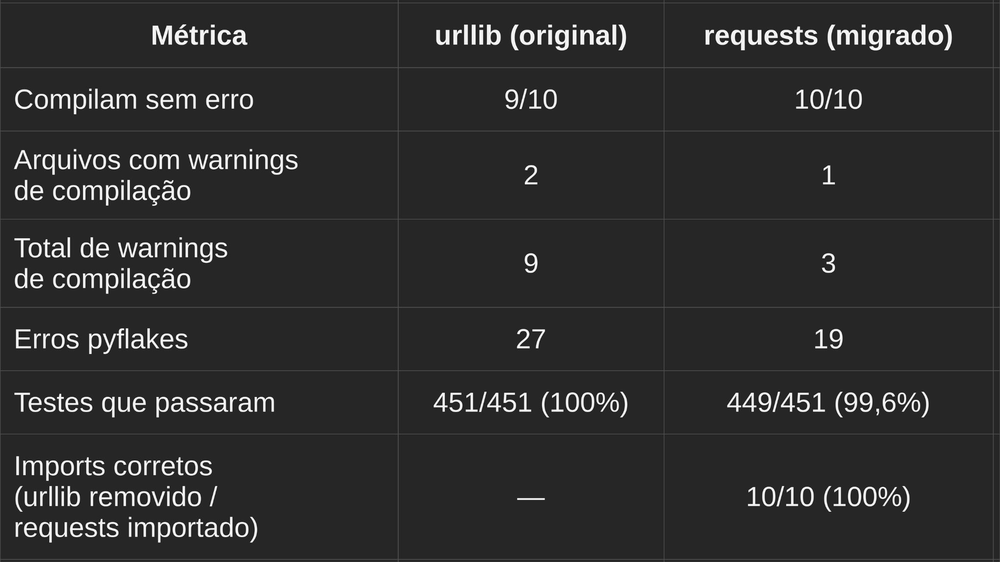 Métrica
urllib (original)
requests (migrado)
Compilam sem erro
9/10
10/10
Arquivos com warnings
de compilação
2
1
Total de warnings
de compilação
9
3
Erros pyflakes
27
19
Testes que passaram
451/451 (100%)
449/451 (99,6%)
Imports corretos
(urllib removido /
requests importado)
—
10/10 (100%)